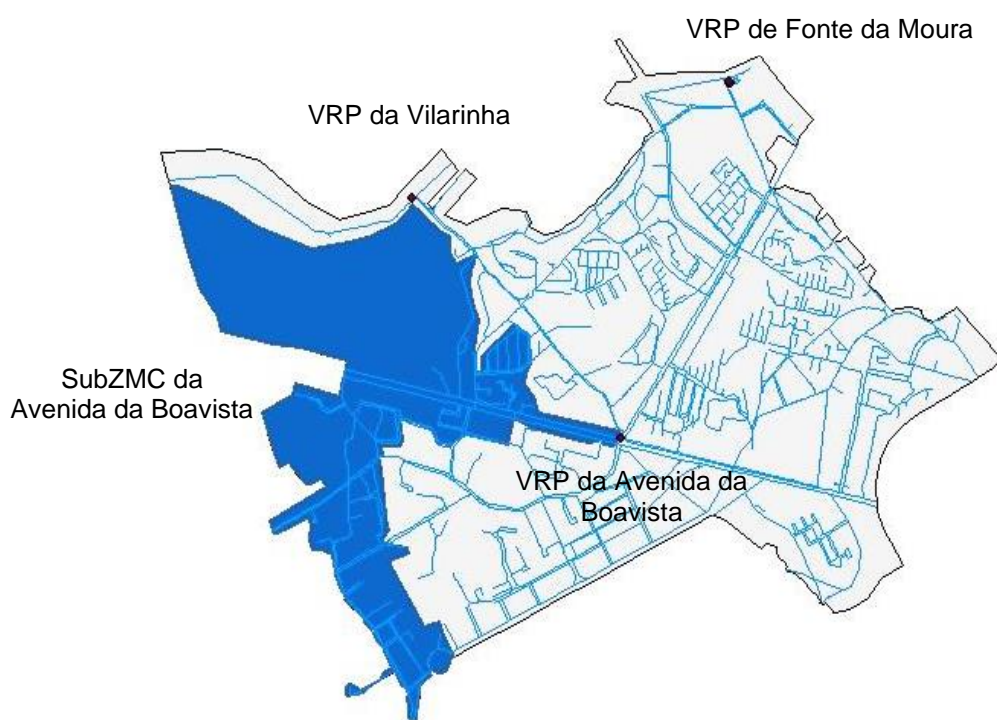 VRP de Fonte da Moura
VRP da Vilarinha
SubZMC da
Avenida da Boavista
VRP da Avenida da
Boavista